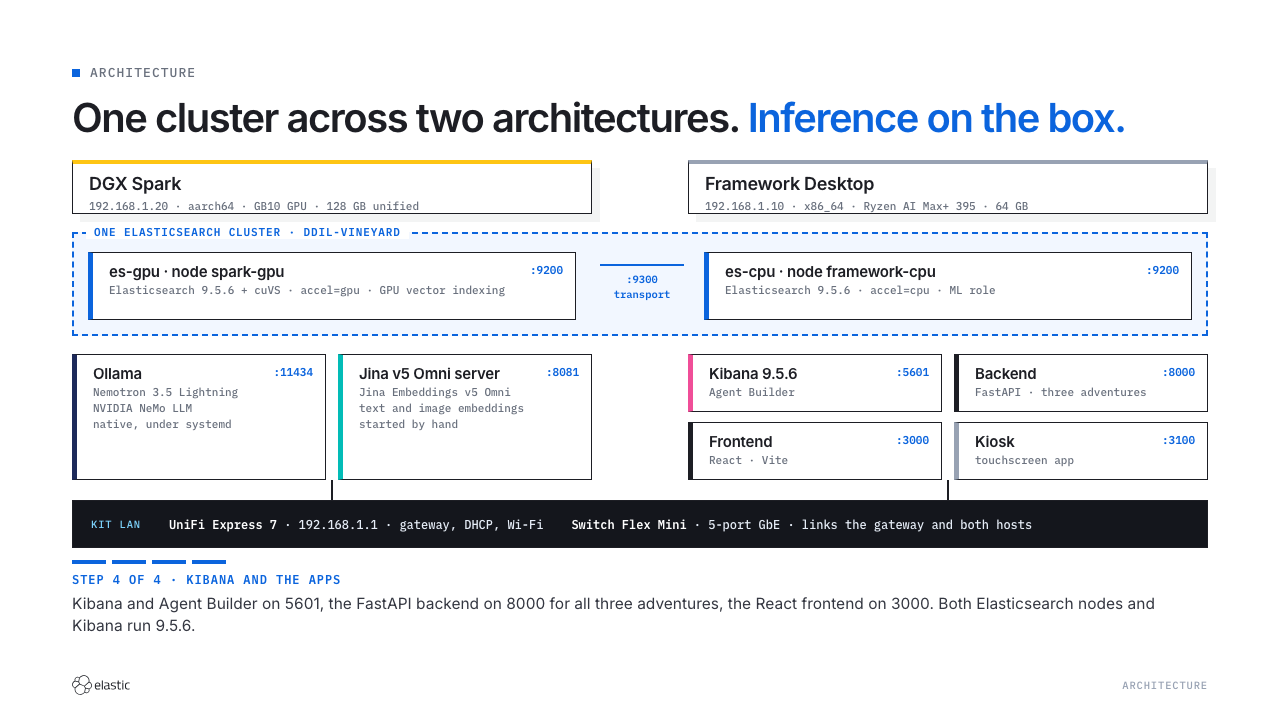 ARCHITECTURE
One cluster across two architectures. Inference on the box.
DGX Spark
192.168.1.20 · aarch64 · GB10 GPU · 128 GB unified
Framework Desktop
192.168.1.10 · x86_64 · Ryzen AI Max+ 395 · 64 GB
ONE ELASTICSEARCH CLUSTER · DDIL-VINEYARD
es-gpu · node spark-gpu
:9200
Elasticsearch 9.5.6 + cuVS · accel=gpu · GPU vector indexing
:9300
transport
es-cpu · node framework-cpu
:9200
Elasticsearch 9.5.6 · accel=cpu · ML role
Ollama
:11434
Nemotron 3.5 Lightning
NVIDIA NeMo LLM
native, under systemd
Jina v5 Omni server
:8081
Jina Embeddings v5 Omni
text and image embeddings
started by hand
Kibana 9.5.6
:5601
Agent Builder
Backend
:8000
FastAPI · three adventures
Frontend
:3000
React · Vite
Kiosk
:3100
touchscreen app
KIT LAN
UniFi Express 7 · 192.168.1.1 · gateway, DHCP, Wi-Fi
Switch Flex Mini · 5-port GbE · links the gateway and both hosts
STEP 4 OF 4 · KIBANA AND THE APPS
Kibana and Agent Builder on 5601, the FastAPI backend on 8000 for all three adventures, the React frontend on 3000. Both Elasticsearch nodes and
Kibana run 9.5.6.
elastic
ARCHITECTURE